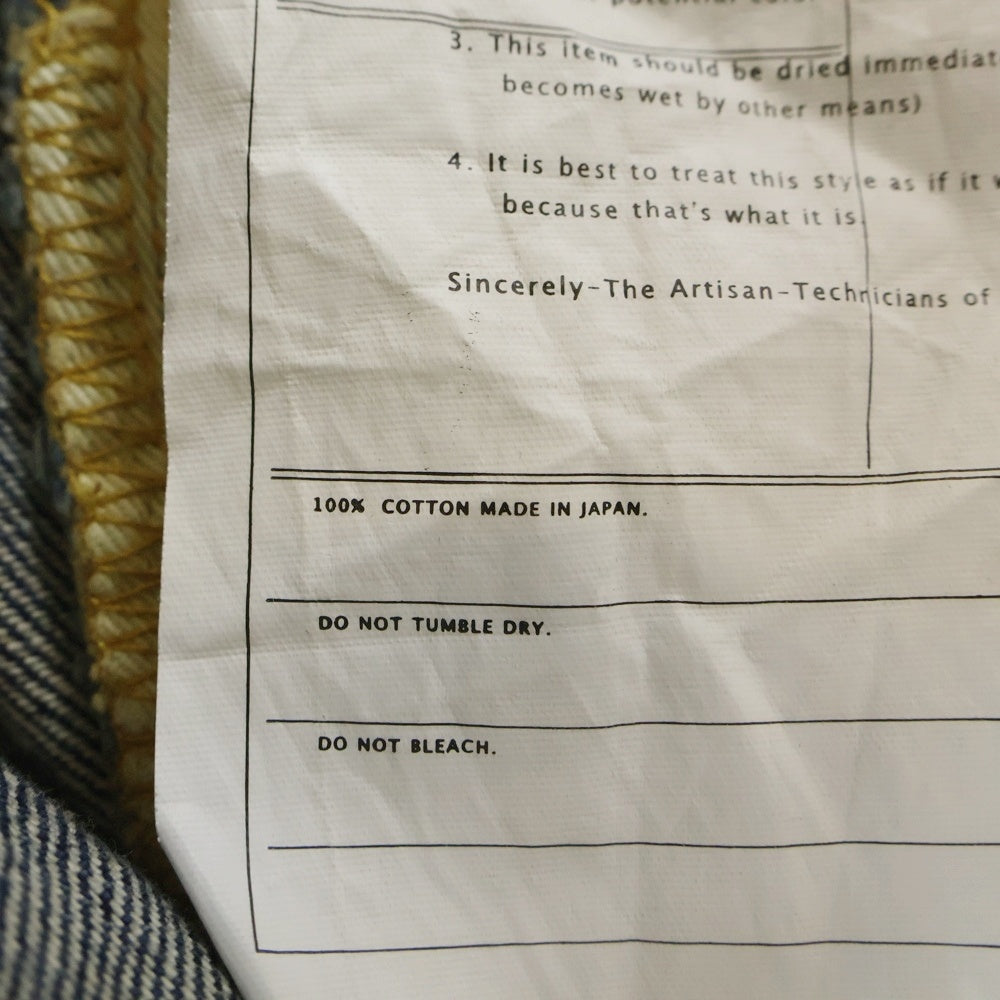 3. This item should be dried immediat
becomes wet by other means)
4. It is best to treat this style as if it
because that's what it is.
Sincerely-The Artisan-Technicians of
100% COTTON MADE IN JAPAN.
DO NOT TUMBLE DRY.
DO NOT BLEACH.